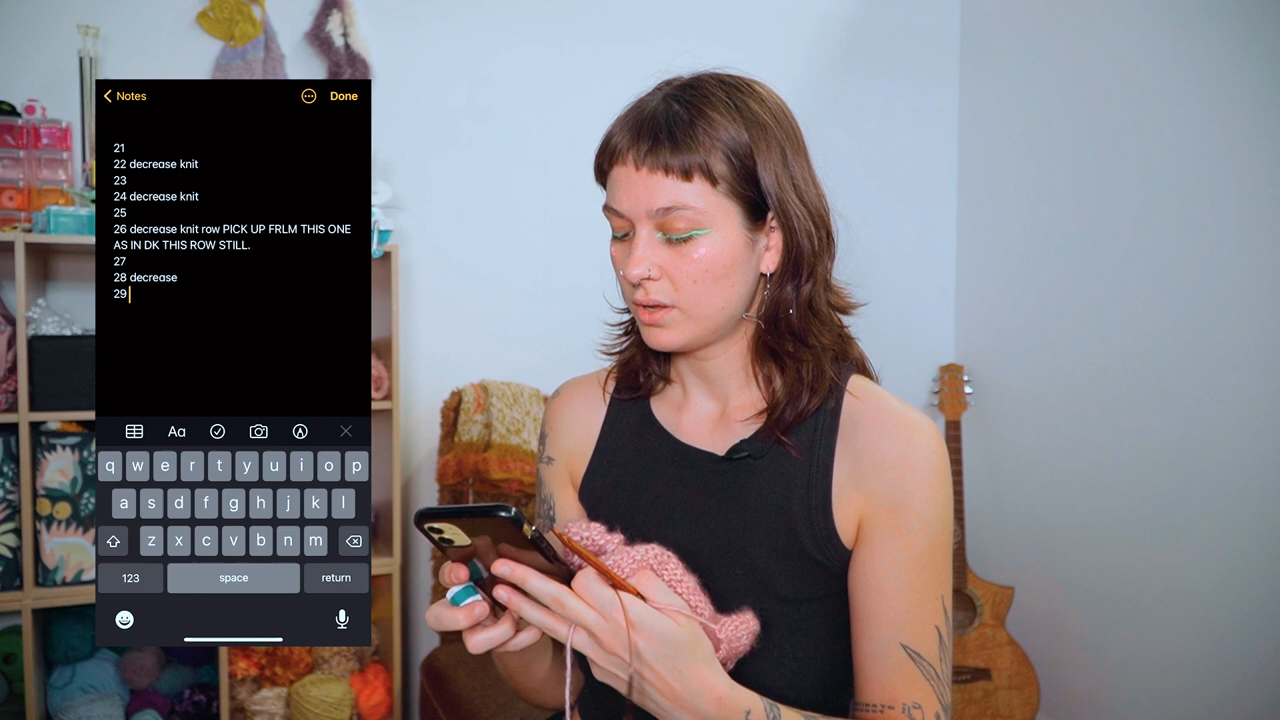 Notes
Done
21
22 decrease knit
23
24 decrease knit
25
26 decrease knit row PICK UP FRLM THIS ONE
AS IN DK THIS ROW STILL.
27
28 decrease
29
Aa
q w e r t y u i o p
a s d f g h j k l
z x c v b n m
123
space
return